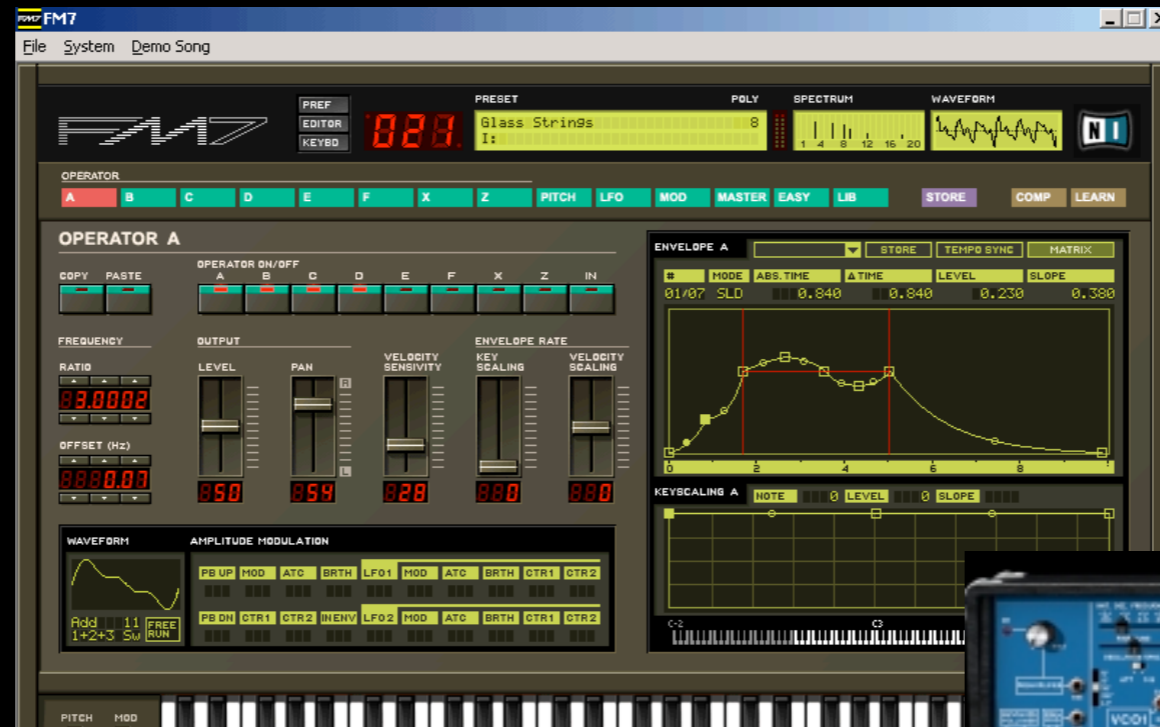 FM7 FM7
File System Demo Song
PREF
EDITOR
KEYBD
FM7
021
PRESET POLY
Glass Strings 8
I:
SPECTRUM
1 4 8 12 16 20
WAVEFORM
NI
OPERATOR
A B C D E F X Z PITCH LFO MOD MASTER EASY LIB STORE COMP LEARN
OPERATOR A
COPY PASTE
OPERATOR ON/OFF
A B C D E F X Z IN
FREQUENCY
RATIO
3.0002
OFFSET (Hz)
0.07
OUTPUT
LEVEL
50
PAN
R
L
54
VELOCITY
SENSIVITY
28
ENVELOPE RATE
KEY
SCALING
0
VELOCITY
SCALING
0
WAVEFORM
Add 11
1+2+3 Sw
FREE
RUN
AMPLITUDE MODULATION
PB UP MOD ATC BRTH LFO1 MOD ATC BRTH CTR1 CTR2
PB DN CTR1 CTR2 INENV LFO2 MOD ATC BRTH CTR1 CTR2
ENVELOPE A STORE TEMPO SYNC MATRIX
# MODE ABS.TIME Δ TIME LEVEL SLOPE
01/07 SLD 0.840 0.840 0.230 0.380
0 2 4 6 8
KEYSCALING A NOTE 0 LEVEL 0 SLOPE
C-2 C3
PITCH MOD
VCO1